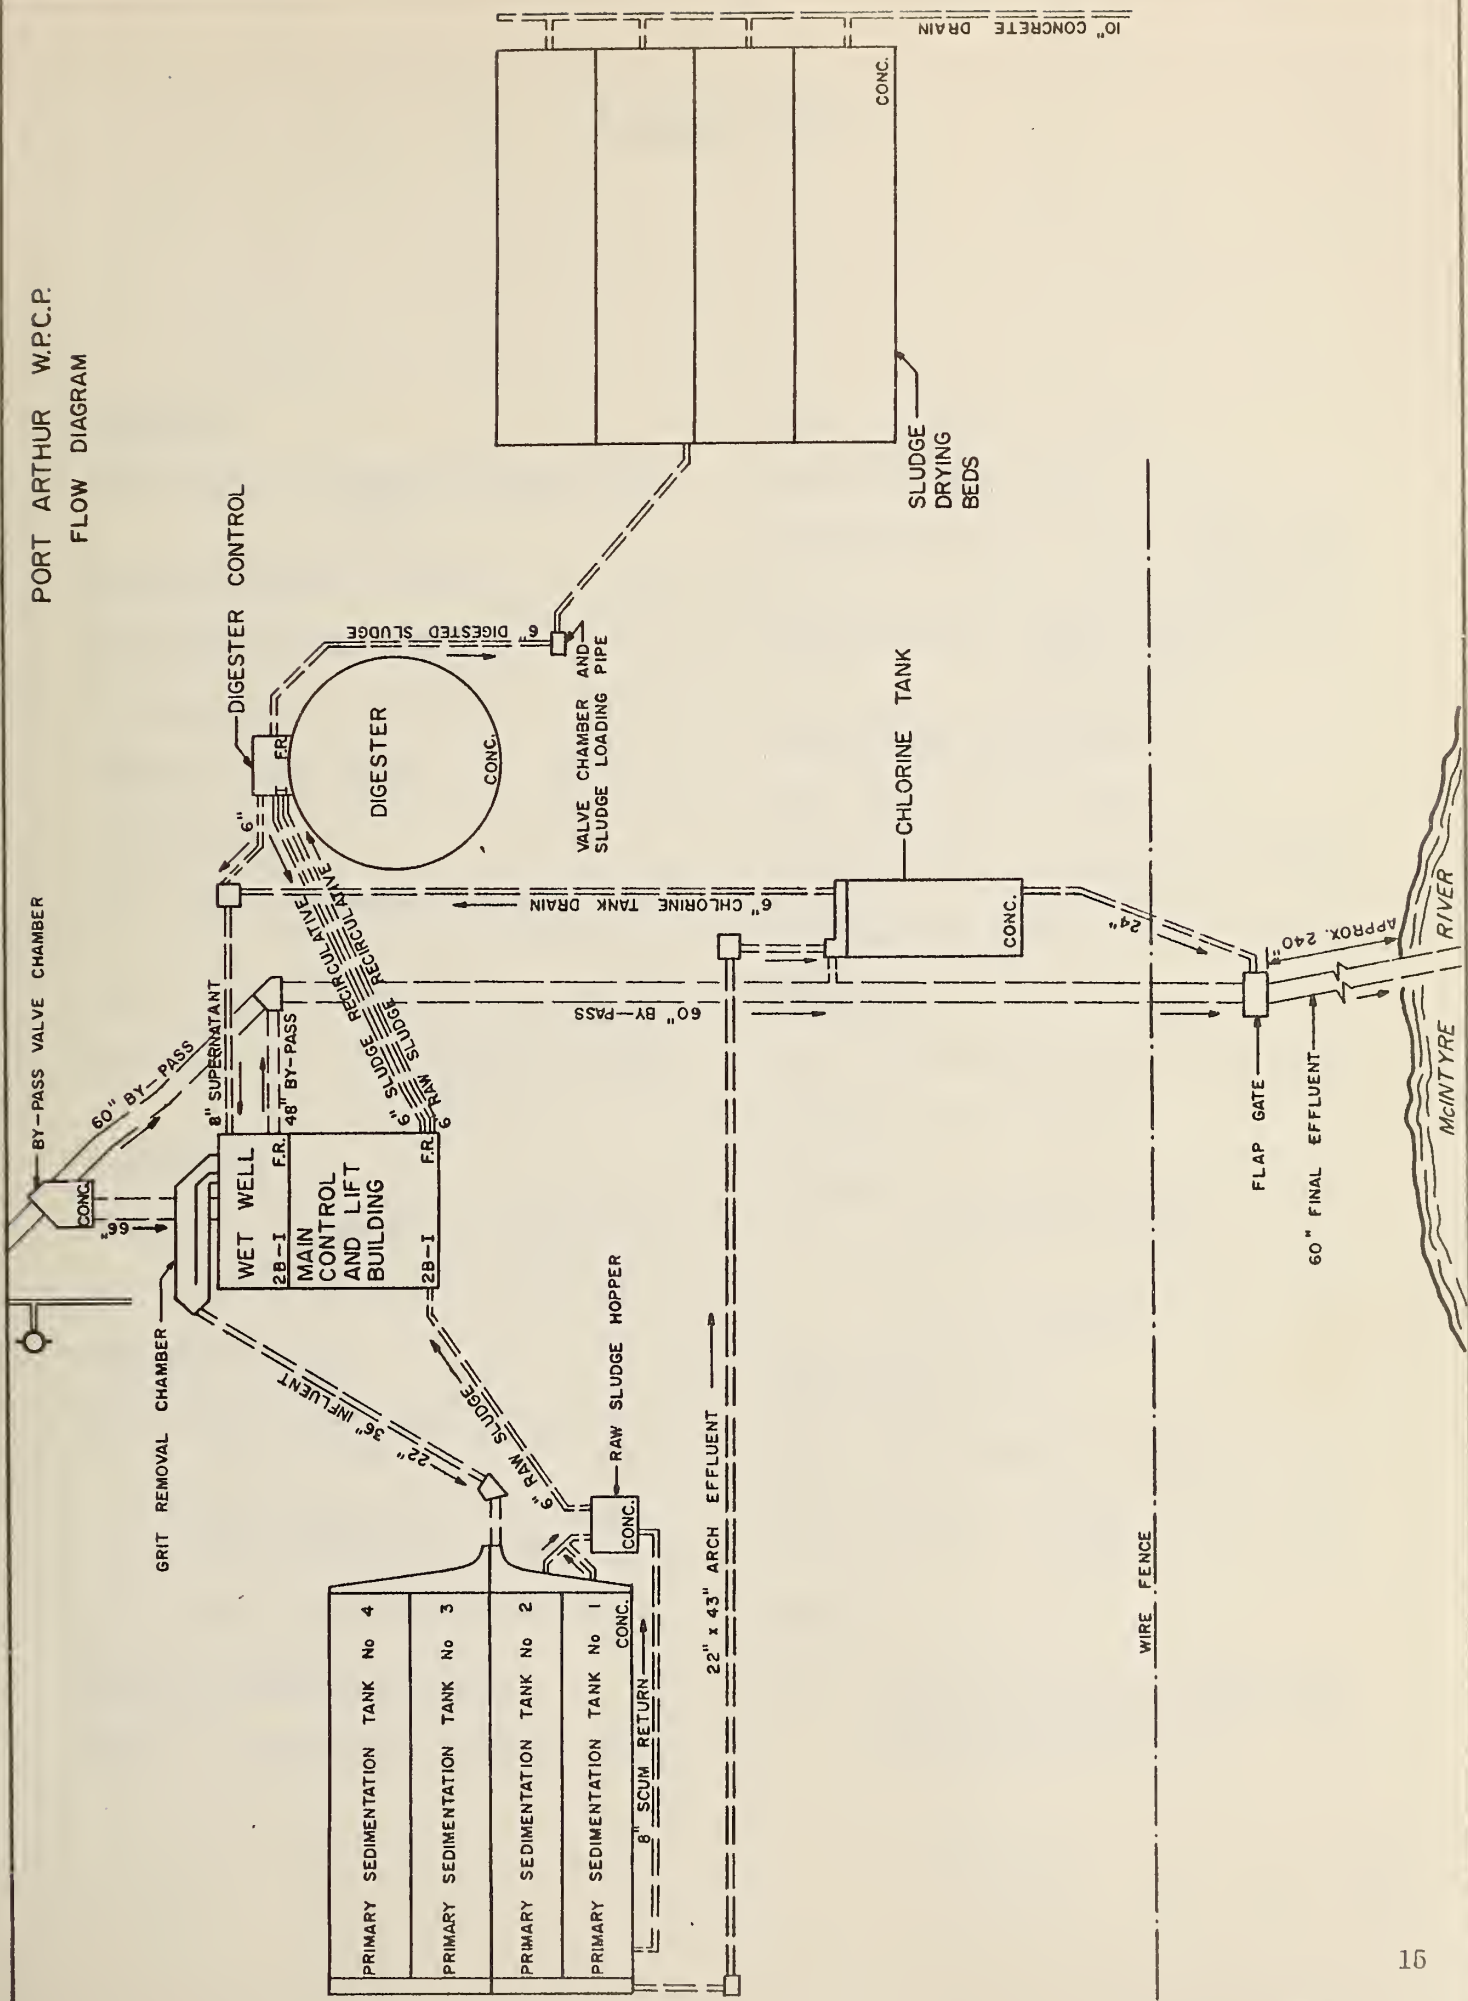 PORT ARTHUR W.P.C.P.
FLOW DIAGRAM
BY-PASS VALVE CHAMBER
CONC.
66"
60" BY-PASS
GRIT REMOVAL CHAMBER
WET WELL
2B-I
F.R.
MAIN
CONTROL
AND LIFT
BUILDING
2B-I
F.R.
8" SUPERNATANT
48" BY-PASS
6"
DIGESTER CONTROL
F.R.
I
DIGESTER
CONC.
6" SLUDGE RECIRCULATIVE
6" RAW SLUDGE RECIRCULATIVE
6" DIGESTED SLUDGE
VALVE CHAMBER AND
SLUDGE LOADING PIPE
10" CONCRETE DRAIN
CONC.
SLUDGE
DRYING
BEDS
22" 36" INFLUENT
6" RAW SLUDGE
RAW SLUDGE HOPPER
CONC.
PRIMARY SEDIMENTATION TANK No 4
PRIMARY SEDIMENTATION TANK No 3
PRIMARY SEDIMENTATION TANK No 2
PRIMARY SEDIMENTATION TANK No 1
CONC.
8" SCUM RETURN
22" x 43" ARCH EFFLUENT
60" BY-PASS
6" CHLORINE TANK DRAIN
CHLORINE TANK
CONC.
24"
WIRE FENCE
FLAP GATE
60" FINAL EFFLUENT
APPROX. 240"
McINTYRE RIVER
15